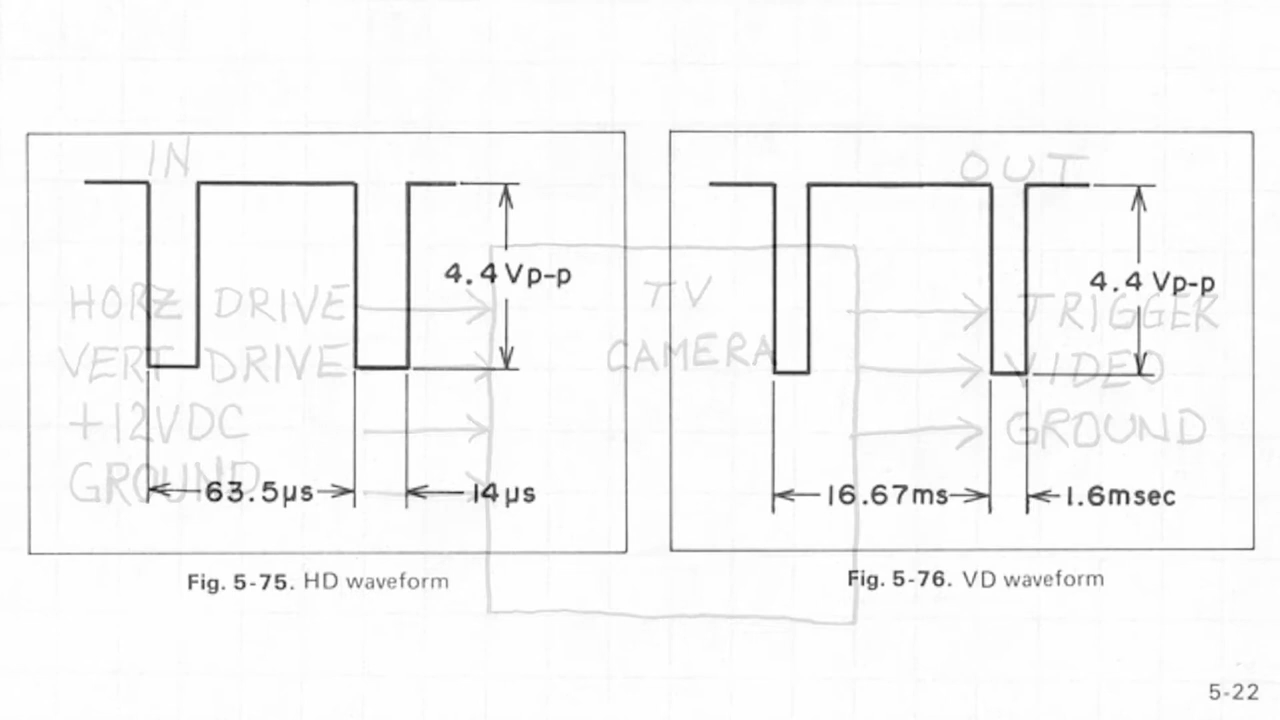 IN
OUT
4.4 Vp-p
4.4 Vp-p
TV
CAMERA
HORZ DRIVE
VERT DRIVE
+12VDC
GROUND
TRIGGER
VIDEO
GROUND
63.5µs
14µs
16.67ms
1.6msec
Fig. 5-75. HD waveform
Fig. 5-76. VD waveform
5-22